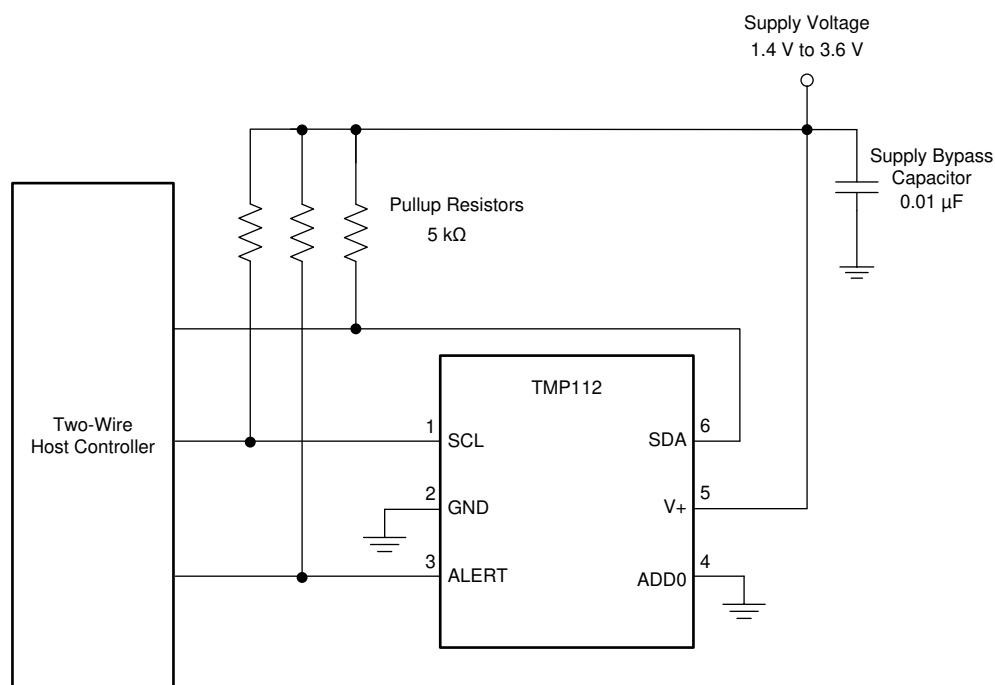 Supply Voltage
1.4 V to 3.6 V
Supply Bypass
Capacitor
0.01 µF
Pullup Resistors
5 kΩ
Two-Wire
Host Controller
TMP112
1
SCL
2
GND
3
ALERT
6
SDA
5
V+
4
ADD0